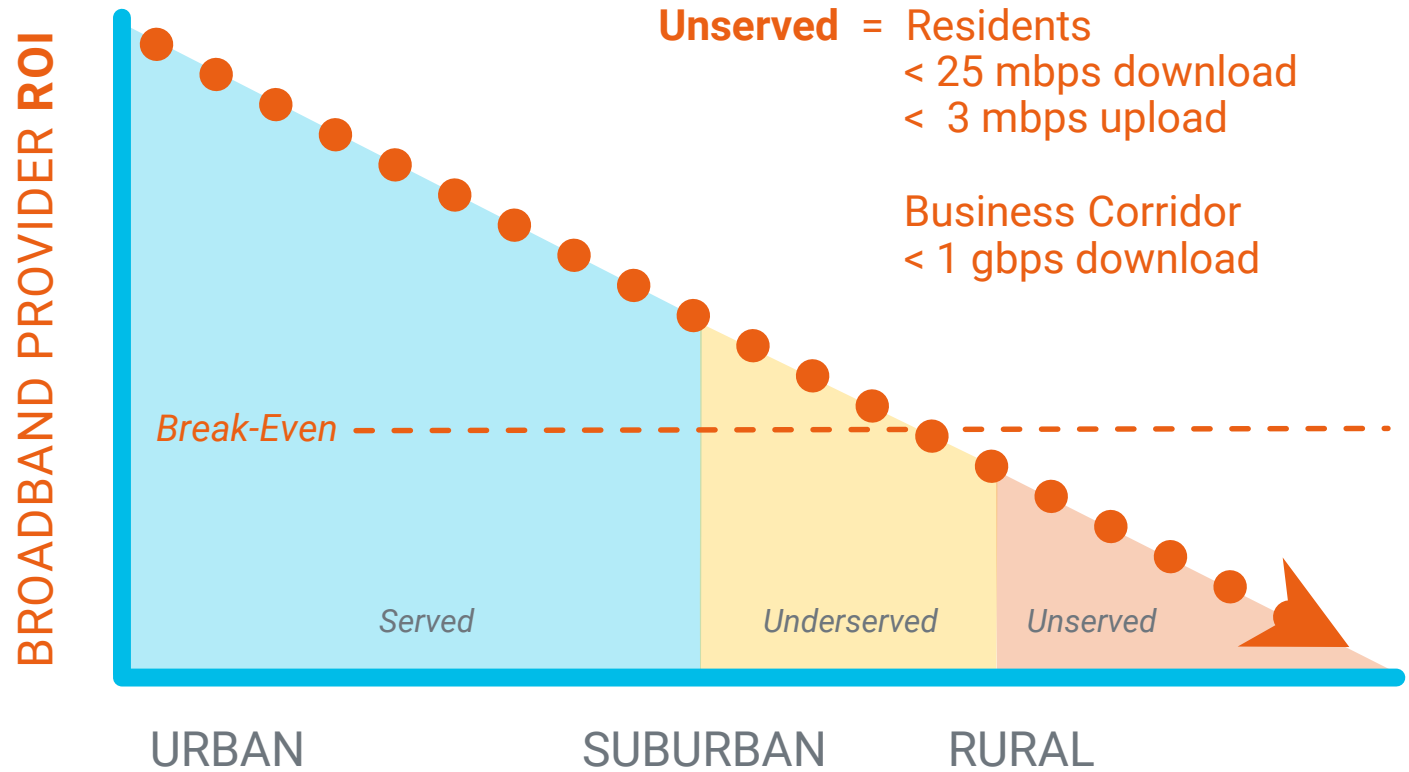 BROADBAND PROVIDER ROI
Unserved = Residents
< 25 mbps download
< 3 mbps upload
Business Corridor
< 1 gbps download
Break-Even
Served
Underserved
Unserved
URBAN
SUBURBAN
RURAL